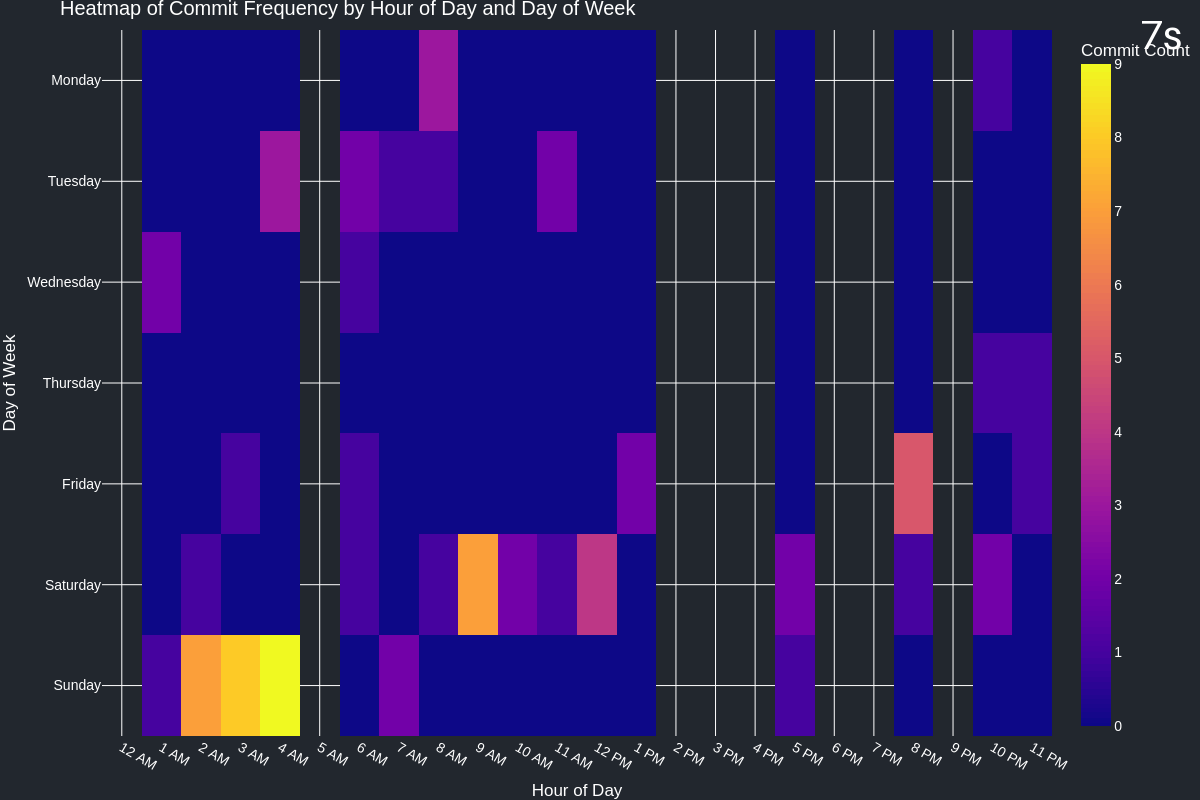 Heatmap of Commit Frequency by Hour of Day and Day of Week
7s
Commit Count
9
8
7
6
5
4
3
2
1
0
Day of Week
Monday
Tuesday
Wednesday
Thursday
Friday
Saturday
Sunday
12 AM 1 AM 2 AM 3 AM 4 AM 5 AM 6 AM 7 AM 8 AM 9 AM 10 AM 11 AM 12 PM 1 PM 2 PM 3 PM 4 PM 5 PM 6 PM 7 PM 8 PM 9 PM 10 PM 11 PM
Hour of Day